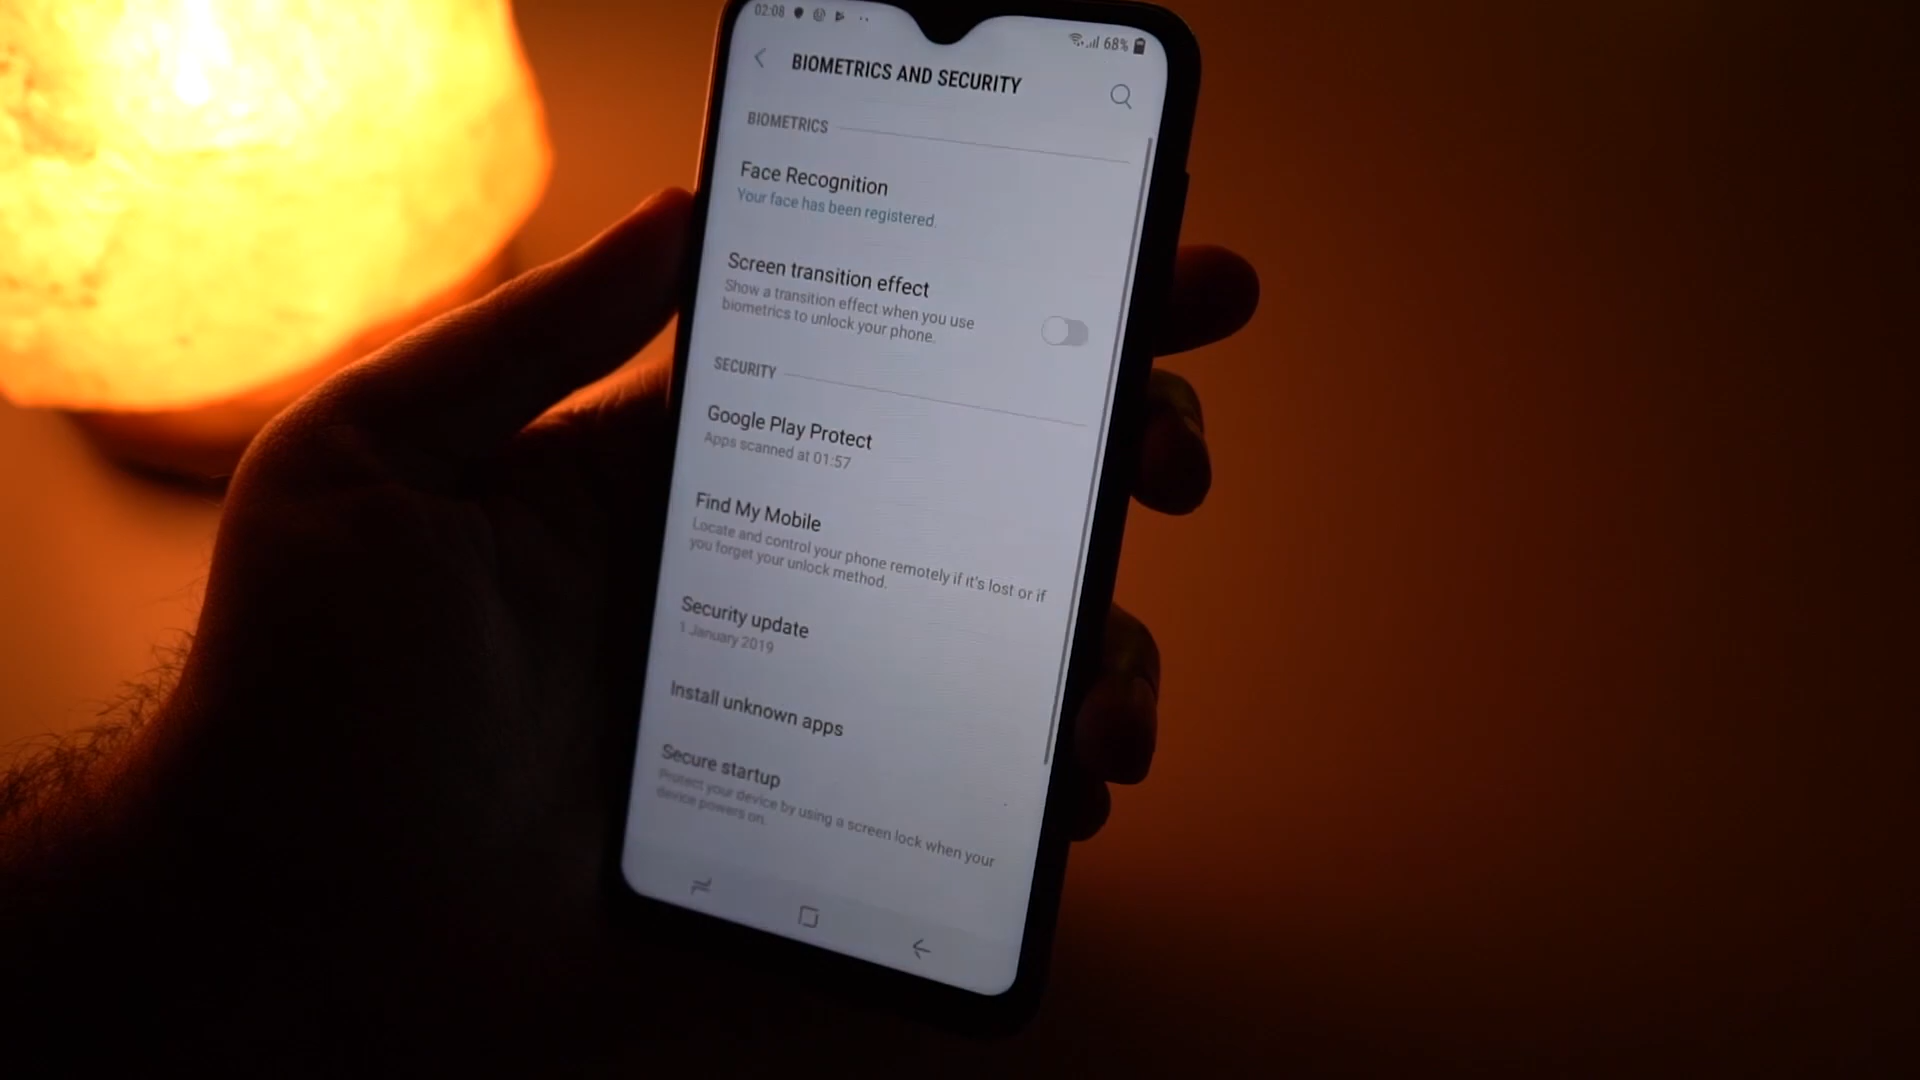 02:08
68%
BIOMETRICS AND SECURITY
BIOMETRICS
Face Recognition
Your face has been registered.
Screen transition effect
Show a transition effect when you use
biometrics to unlock your phone.
SECURITY
Google Play Protect
Apps scanned at 01:57
Find My Mobile
Locate and control your phone remotely if it's lost or if
you forget your unlock method.
Security update
1 January 2019
Install unknown apps
Secure startup
Protect your device by using a screen lock when your
device powers on.